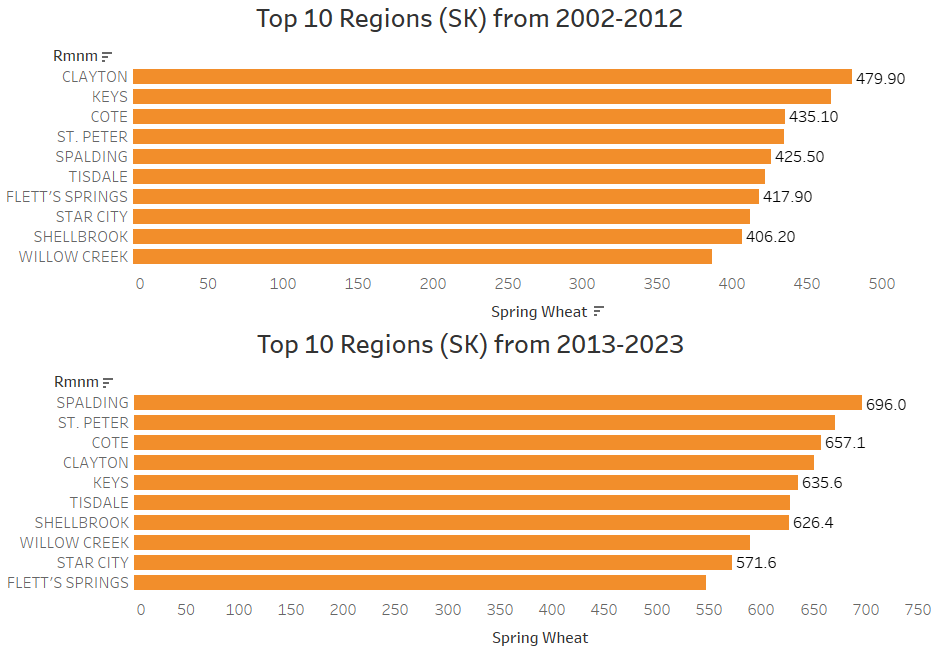 Top 10 Regions (SK) from 2002-2012
Rmnm
CLAYTON 479.90
KEYS
COTE 435.10
ST. PETER
SPALDING 425.50
TISDALE
FLETT'S SPRINGS 417.90
STAR CITY
SHELLBROOK 406.20
WILLOW CREEK
0 50 100 150 200 250 300 350 400 450 500
Spring Wheat
Top 10 Regions (SK) from 2013-2023
Rmnm
SPALDING 696.0
ST. PETER
COTE 657.1
CLAYTON
KEYS 635.6
TISDALE
SHELLBROOK 626.4
WILLOW CREEK
STAR CITY 571.6
FLETT'S SPRINGS
0 50 100 150 200 250 300 350 400 450 500 550 600 650 700 750
Spring Wheat